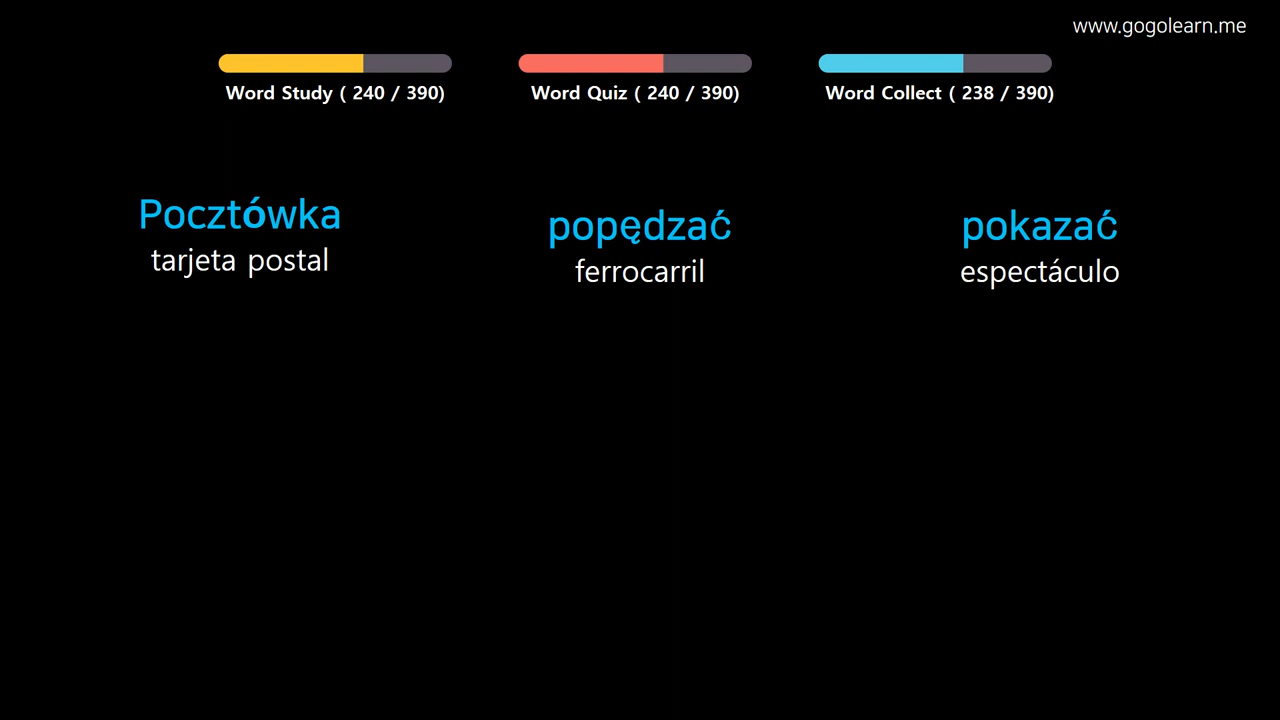 www.gogolearn.me
Word Study ( 240 / 390)
Word Quiz ( 240 / 390)
Word Collect ( 238 / 390)
Pocztówka
tarjeta postal
popędzać
ferrocarril
pokazać
espectáculo